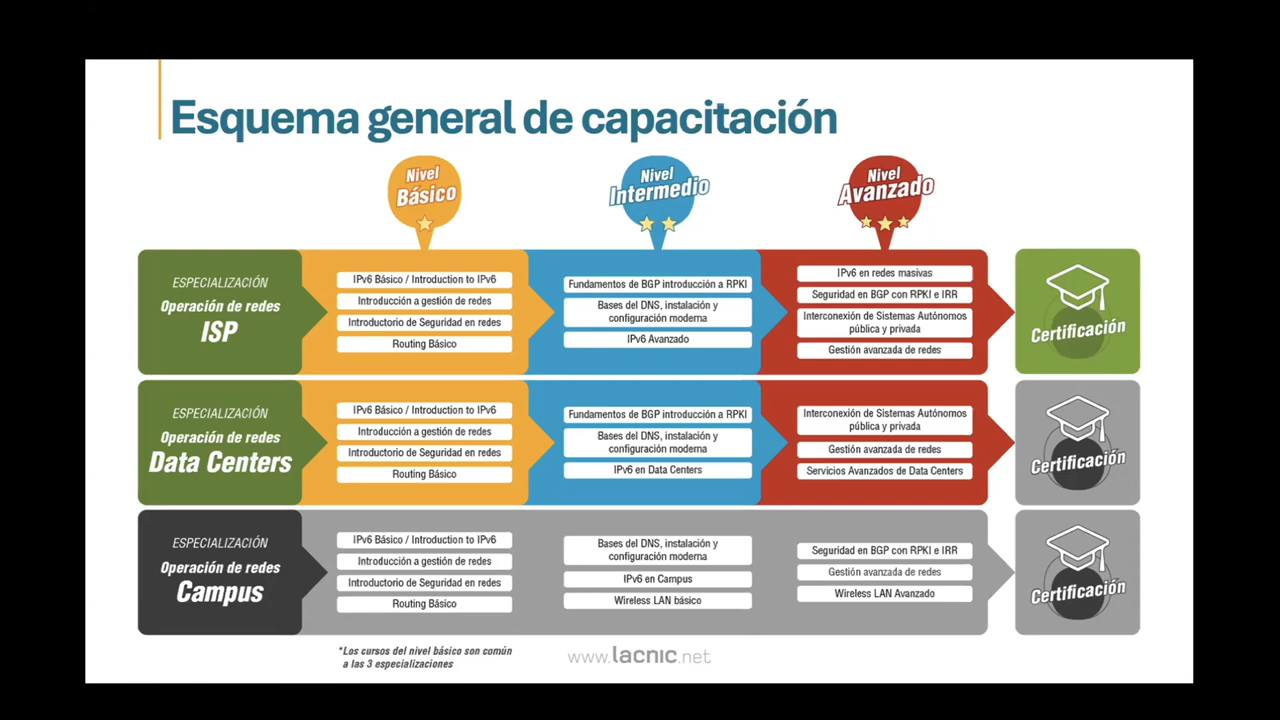 Esquema general de capacitación
Nivel
Básico
Nivel
Intermedio
Nivel
Avanzado
ESPECIALIZACIÓN
Operación de redes
ISP
IPv6 Básico / Introduction to IPv6
Introducción a gestión de redes
Introductorio de Seguridad en redes
Routing Básico
Fundamentos de BGP introducción a RPKI
Bases del DNS, instalación y
configuración moderna
IPv6 Avanzado
IPv6 en redes masivas
Seguridad en BGP con RPKI e IRR
Interconexión de Sistemas Autónomos
pública y privada
Gestión avanzada de redes
Certificación
ESPECIALIZACIÓN
Operación de redes
Data Centers
IPv6 Básico / Introduction to IPv6
Introducción a gestión de redes
Introductorio de Seguridad en redes
Routing Básico
Fundamentos de BGP introducción a RPKI
Bases del DNS, instalación y
configuración moderna
IPv6 en Data Centers
Interconexión de Sistemas Autónomos
pública y privada
Gestión avanzada de redes
Servicios Avanzados de Data Centers
Certificación
ESPECIALIZACIÓN
Operación de redes
Campus
IPv6 Básico / Introduction to IPv6
Introducción a gestión de redes
Introductorio de Seguridad en redes
Routing Básico
Bases del DNS, instalación y
configuración moderna
IPv6 en Campus
Wireless LAN básico
Seguridad en BGP con RPKI e IRR
Gestión avanzada de redes
Wireless LAN Avanzado
Certificación
*Los cursos del nivel básico son común
a las 3 especializaciones
www.lacnic.net